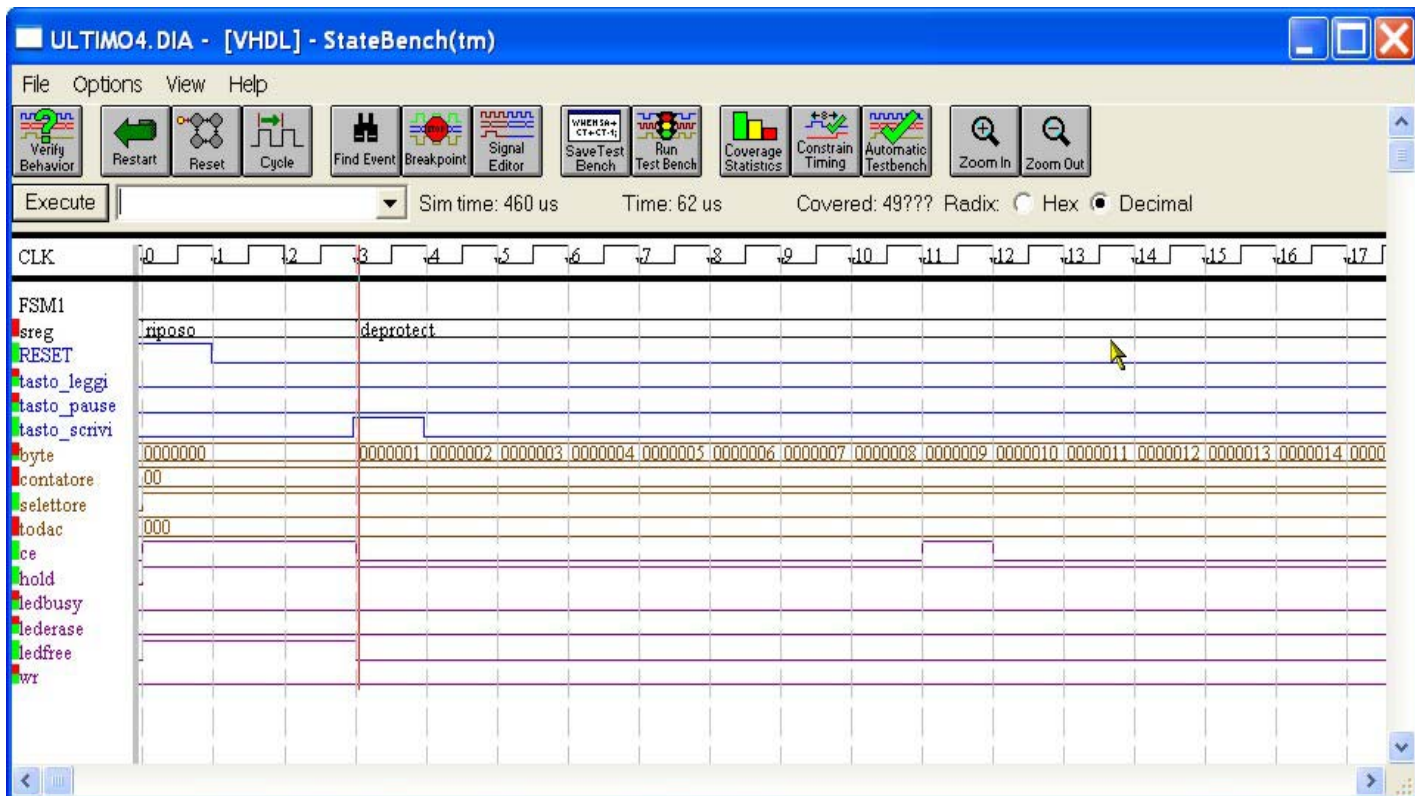 ULTIMO4.DIA - [VHDL] - StateBench(tm)
File Options View Help
Verify Behavior Restart Reset Cycle Find Event Breakpoint Signal Editor WHEN SA+ CT+CT-1; SaveTest Bench Run Test Bench Coverage Statistics Constrain Timing Automatic Testbench Zoom In Zoom Out
Execute Sim time: 460 us Time: 62 us Covered: 49??? Radix: Hex Decimal
CLK 0 1 2 3 4 5 6 7 8 9 10 11 12 13 14 15 16 17
FSM1
sreg riposo deprotect
RESET
tasto_leggi
tasto_pause
tasto_scrivi
byte 0000000 0000001 0000002 0000003 0000004 0000005 0000006 0000007 0000008 0000009 0000010 0000011 0000012 0000013 0000014 0000
contatore 00
selettore
todac 000
ce
hold
ledbusy
lederase
ledfree
wr